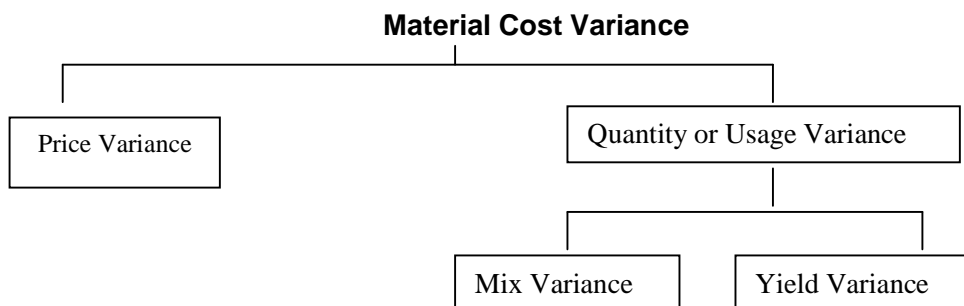 Material Cost Variance
Price Variance
Quantity or Usage Variance
Mix Variance
Yield Variance